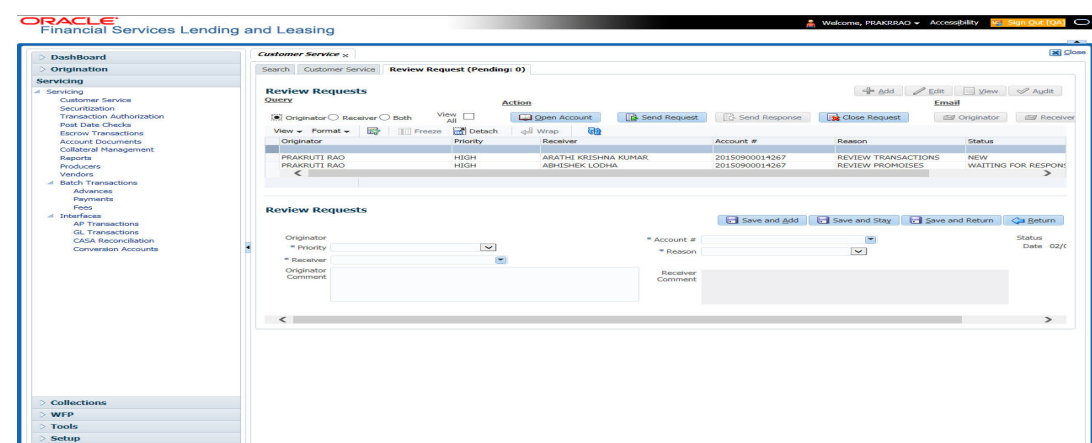 ORACLE
Financial Services Lending and Leasing
Welcome, PRAKRRAO Accessibility Sign Out [QA]
DashBoard
Origination
Servicing
Servicing
Customer Service
Securitization
Transaction Authorization
Post Date Checks
Escrow Transactions
Account Documents
Collateral Management
Reports
Producers
Vendors
Batch Transactions
Advances
Payments
Fees
Interfaces
AP Transactions
GL Transactions
CASA Reconciliation
Conversion Accounts
Collections
WFP
Tools
Setup
Customer Service x
Close
Search Customer Service Review Request (Pending: 0)
Review Requests
Add Edit View Audit
Query Action Email
Originator Receiver Both View All Open Account Send Request Send Response Close Request Originator Receiver
View Format Freeze Detach Wrap
Originator Priority Receiver Account # Reason Status
PRAKRUTI RAO HIGH ARATHI KRISHNA KUMAR 20150900014267 REVIEW TRANSACTIONS NEW
PRAKRUTI RAO HIGH ABHISHEK LODHA 20150900014267 REVIEW PROMOISES WAITING FOR RESPONS
Review Requests
Save and Add Save and Stay Save and Return Return
Originator * Account # Status
* Priority * Reason Date 02/0
* Receiver
Originator Comment Receiver Comment